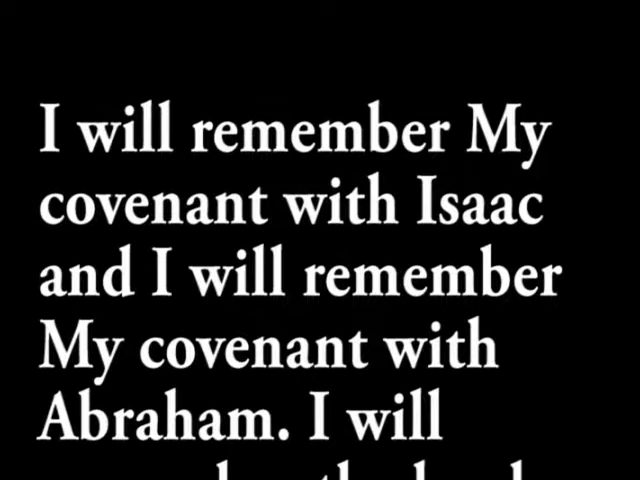 I will remember My
covenant with Isaac
and I will remember
My covenant with
Abraham. I will